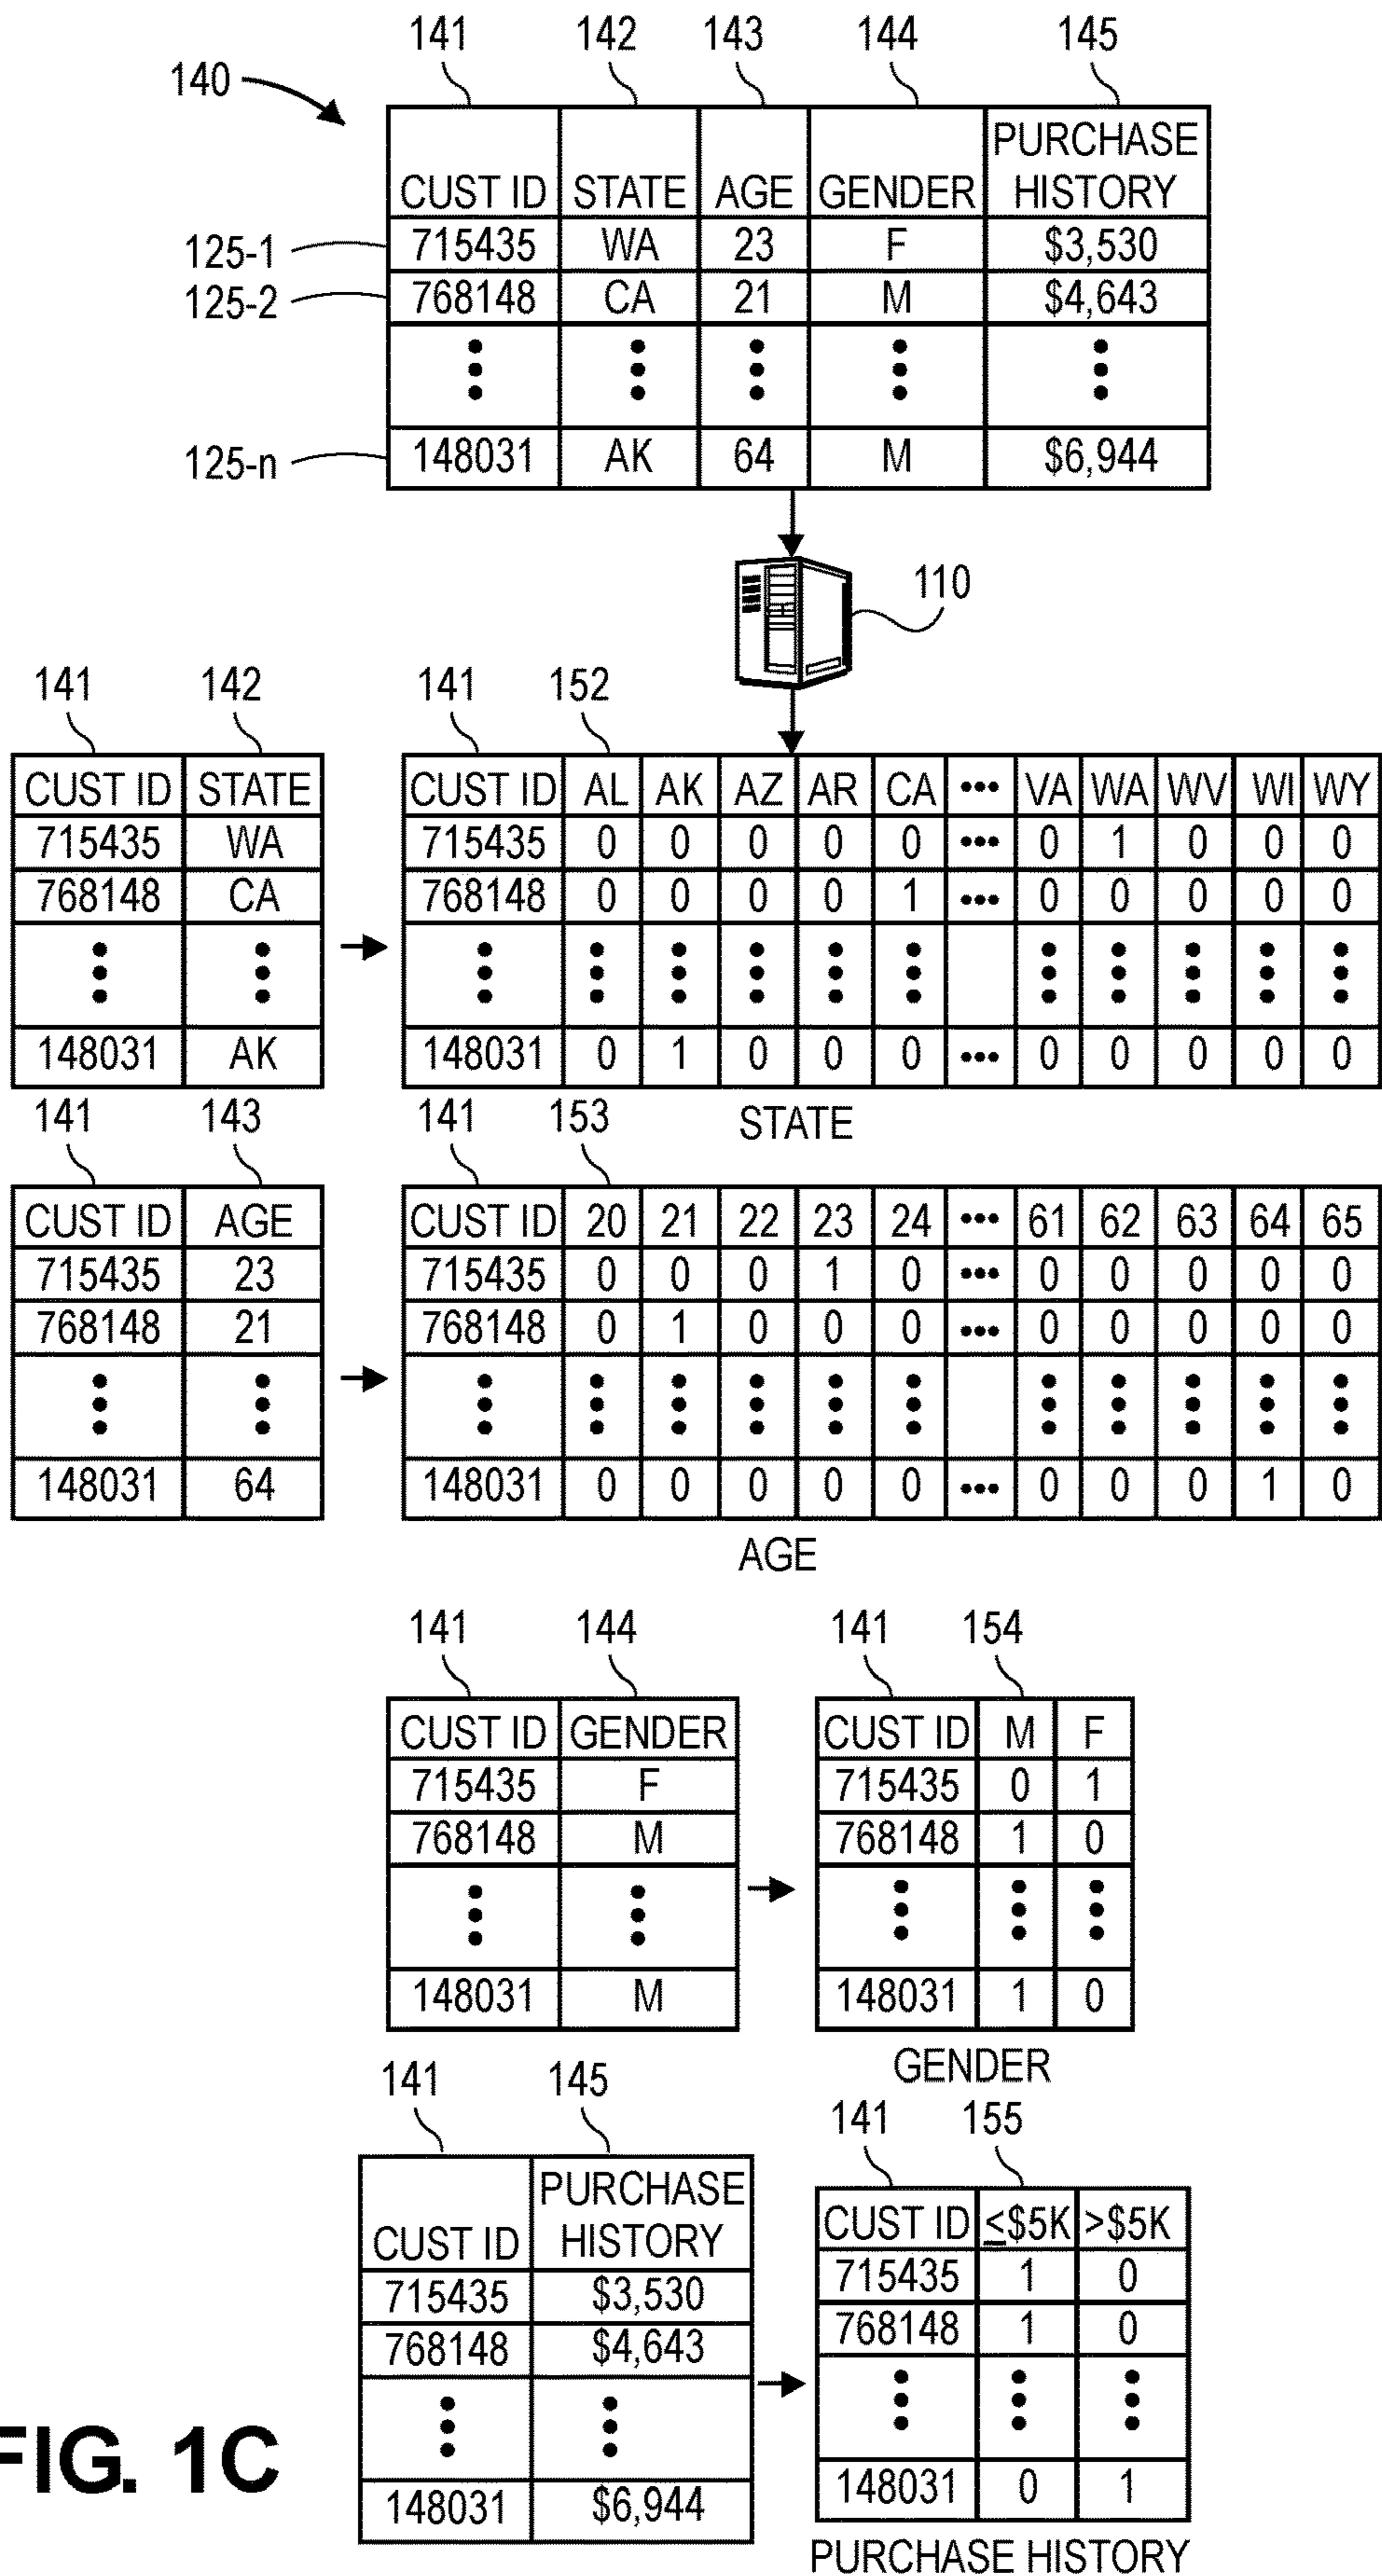 141 142 143 144 145
140
CUST ID STATE AGE GENDER PURCHASE HISTORY
125-1 715435 WA 23 F $3,530
125-2 768148 CA 21 M $4,643
125-n 148031 AK 64 M $6,944
110
141 142 141 152
CUST ID STATE CUST ID AL AK AZ AR CA ••• VA WA WV WI WY
715435 WA 715435 0 0 0 0 0 ••• 0 1 0 0 0
768148 CA 768148 0 0 0 0 1 ••• 0 0 0 0 0
148031 AK 148031 0 1 0 0 0 ••• 0 0 0 0 0
STATE
141 143 141 153
CUST ID AGE CUST ID 20 21 22 23 24 ••• 61 62 63 64 65
715435 23 715435 0 0 0 1 0 ••• 0 0 0 0 0
768148 21 768148 0 1 0 0 0 ••• 0 0 0 0 0
148031 64 148031 0 0 0 0 0 ••• 0 0 0 1 0
AGE
141 144 141 154
CUST ID GENDER CUST ID M F
715435 F 715435 0 1
768148 M 768148 1 0
148031 M 148031 1 0
GENDER
141 145 141 155
CUST ID PURCHASE HISTORY CUST ID ≤$5K >$5K
715435 $3,530 715435 1 0
768148 $4,643 768148 1 0
148031 $6,944 148031 0 1
PURCHASE HISTORY
FIG. 1C